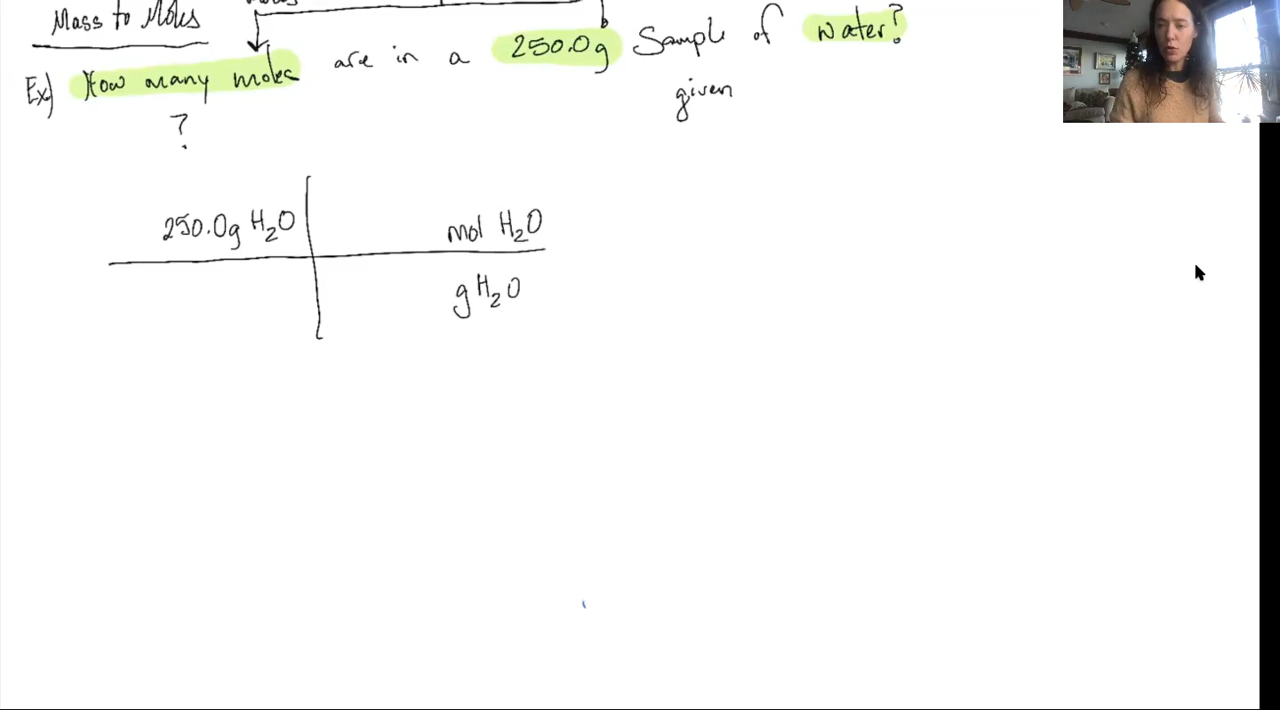 Mass to Moles
Ex) How many moles are in a 250.0g Sample of water?
? given
250.0g H₂O mol H₂O
g H₂O